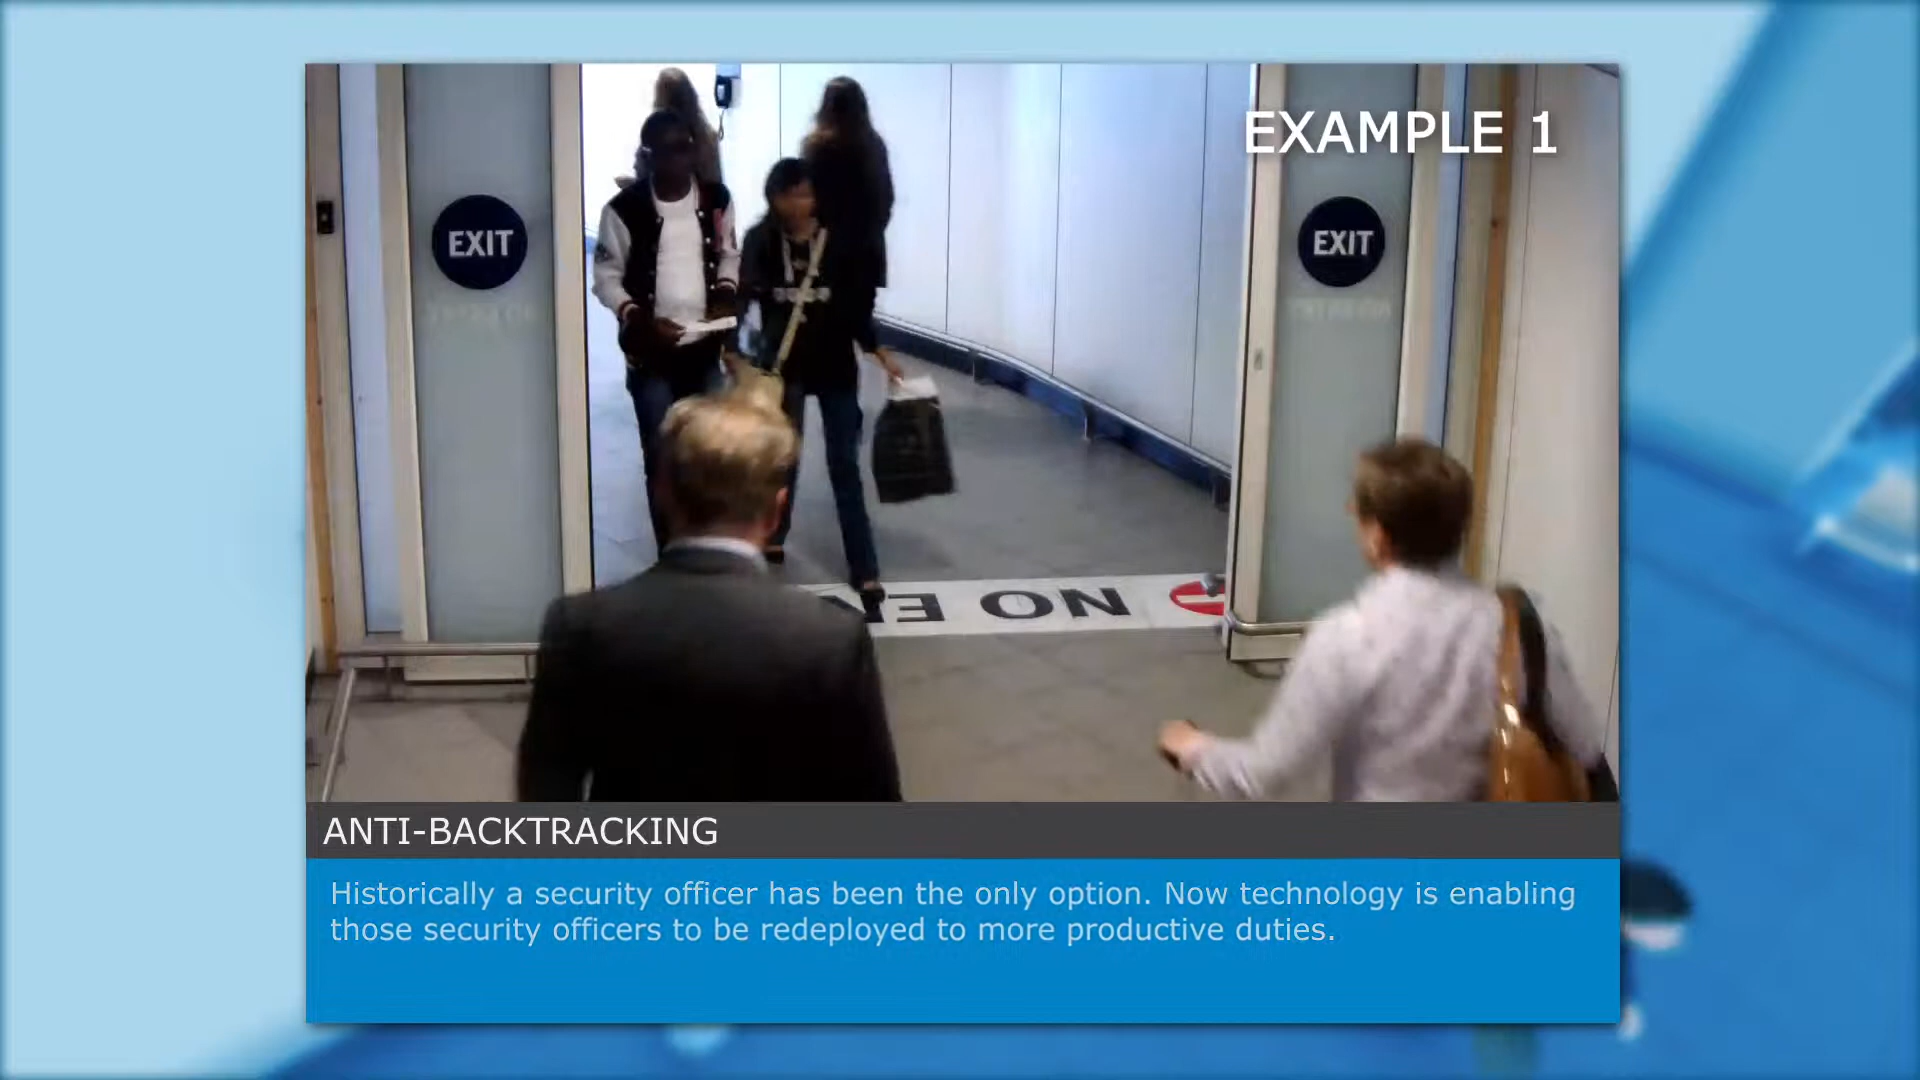 EXAMPLE 1
EXIT
EXIT
NO EN
ANTI-BACKTRACKING
Historically a security officer has been the only option. Now technology is enabling
those security officers to be redeployed to more productive duties.